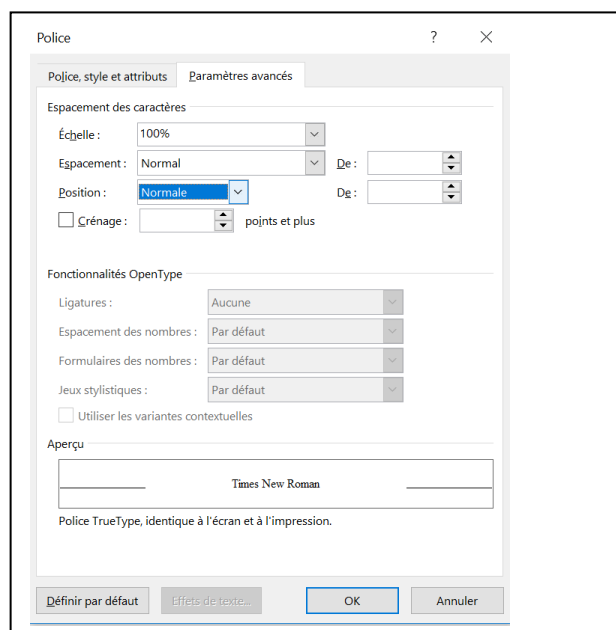 Police ?
Police, style et attributs Paramètres avancés
Espacement des caractères
Échelle : 100%
Espacement : Normal De :
Position : Normale De :
Crénage : points et plus
Fonctionnalités OpenType
Ligatures : Aucune
Espacement des nombres : Par défaut
Formulaires des nombres : Par défaut
Jeux stylistiques : Par défaut
Utiliser les variantes contextuelles
Aperçu
Times New Roman
Police TrueType, identique à l'écran et à l'impression.
Définir par défaut Effets de texte... OK Annuler